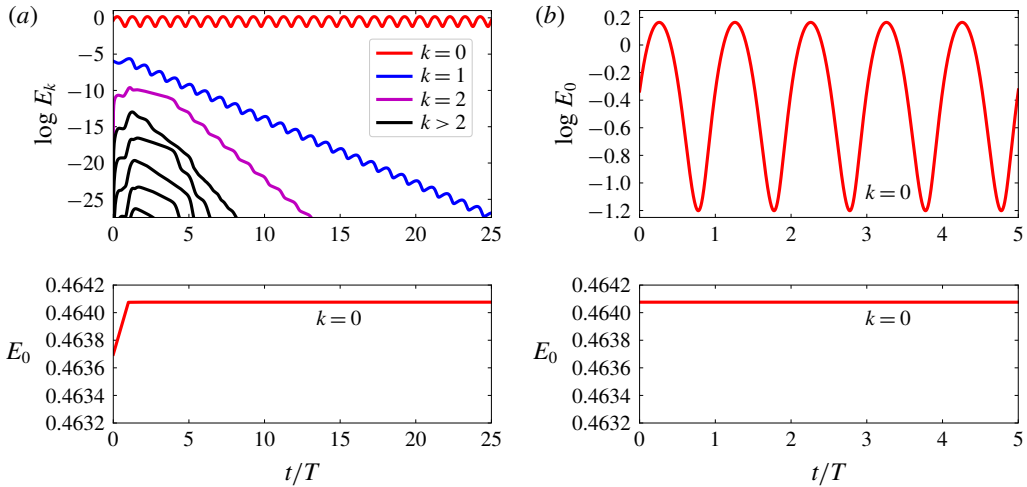 (a)
0
−5
−10
−15
−20
−25
log E_k
k = 0
k = 1
k = 2
k > 2
0 5 10 15 20 25
(b)
0.2
0
−0.2
−0.4
−0.6
−0.8
−1.0
−1.2
log E_0
k = 0
0 1 2 3 4 5
0.4642
0.4640
0.4638
0.4636
0.4634
0.4632
E_0
k = 0
0 5 10 15 20 25
t/T
0.4642
0.4640
0.4638
0.4636
0.4634
0.4632
E_0
k = 0
0 1 2 3 4 5
t/T